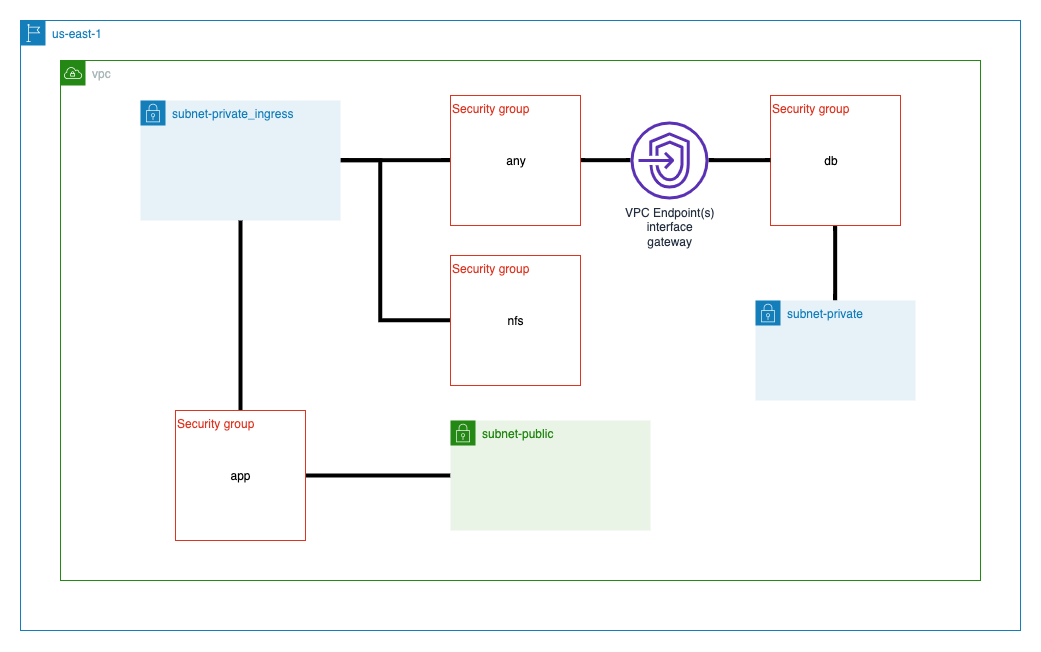 us-east-1
vpc
subnet-private_ingress
Security group
any
VPC Endpoint(s)
interface
gateway
Security group
db
Security group
nfs
subnet-private
Security group
app
subnet-public